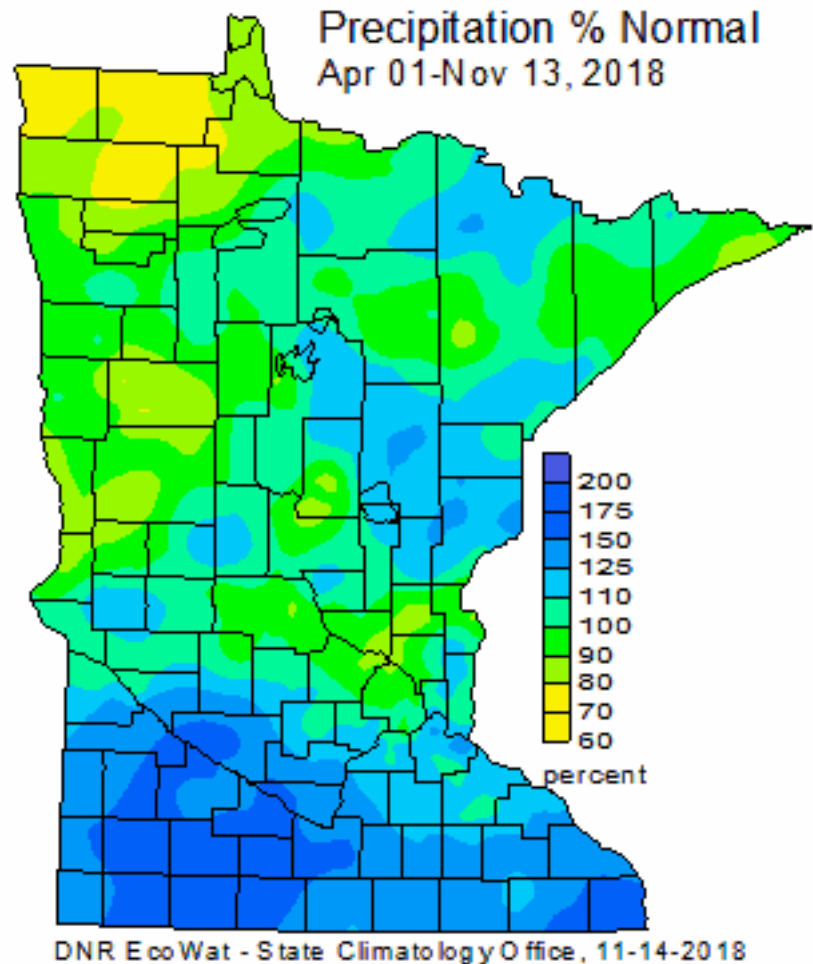 Precipitation % Normal
Apr 01-Nov 13, 2018
200
175
150
125
110
100
90
80
70
60
percent
DNR EcoWat - State Climatology Office, 11-14-2018